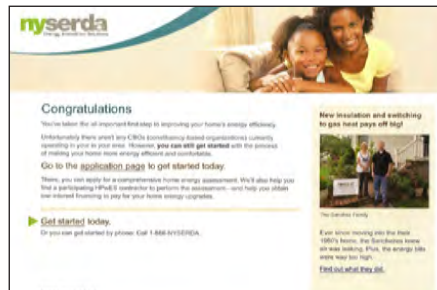 nyserda
Energy. Innovation. Solutions.
Congratulations
You've taken the all important first step to improving your home's energy efficiency.
Unfortunately there aren't any CBOs (constituency-based organizations) currently
operating in your in your area. However, you can still get started with the process
of making your home more energy efficient and comfortable.
Go to the application page to get started today.
There, you can apply for a comprehensive home energy assessment. We'll also help you
find a participating HPwES contractor to perform the assessment - and help you obtain
low interest financing to pay for your home energy upgrades.
Get started today.
Or you can get started by phone: Call 1-866-NYSERDA.
New insulation and switching
to gas heat pays off big!
The Family
Ever since moving into their
1960's home, the knew
air was leaking. Plus, the energy bills
were way too high.
Find out what they did.